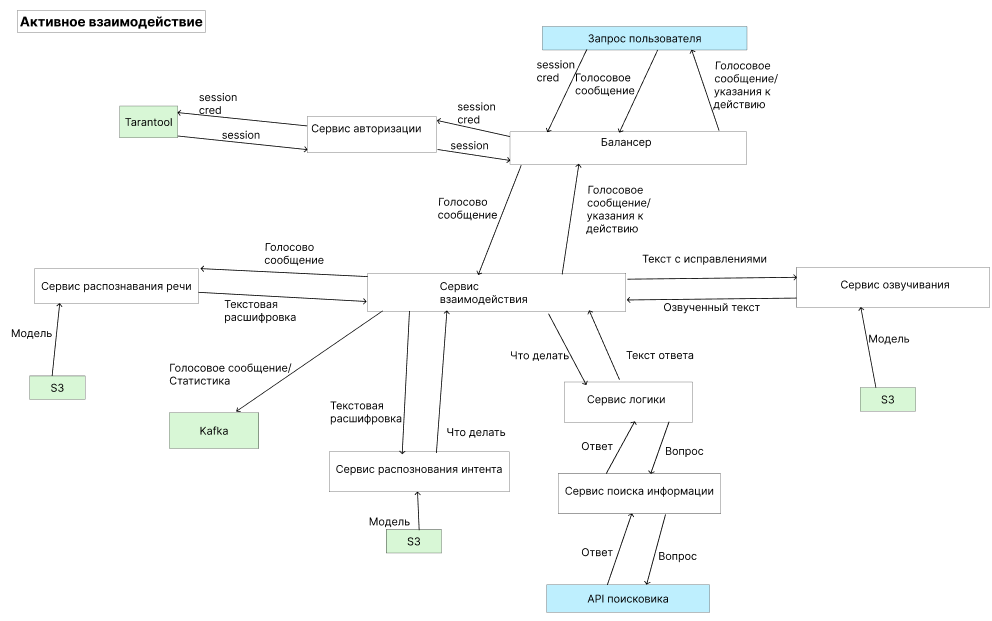 Активное взаимодействие
Запрос пользователя
session
cred
Голосовое
сообщение
Голосовое
сообщение/
указания к
действию
session
cred
Tarantool
session
Сервис авторизации
session
cred
session
Балансер
Голосово
сообщение
Голосовое
сообщение/
указания к
действию
Голосово
сообщение
Сервис распознавания речи
Текстовая
расшифровка
Сервис
взаимодействия
Текст с исправлениями
Озвученный текст
Сервис озвучивания
Модель
S3
Модель
S3
Голосовое сообщение/
Статистика
Kafka
Текстовая
расшифровка
Что делать
Что делать
Текст ответа
Сервис логики
Ответ
Вопрос
Сервис распознования интента
Модель
S3
Сервис поиска информации
Ответ
Вопрос
API поисковика